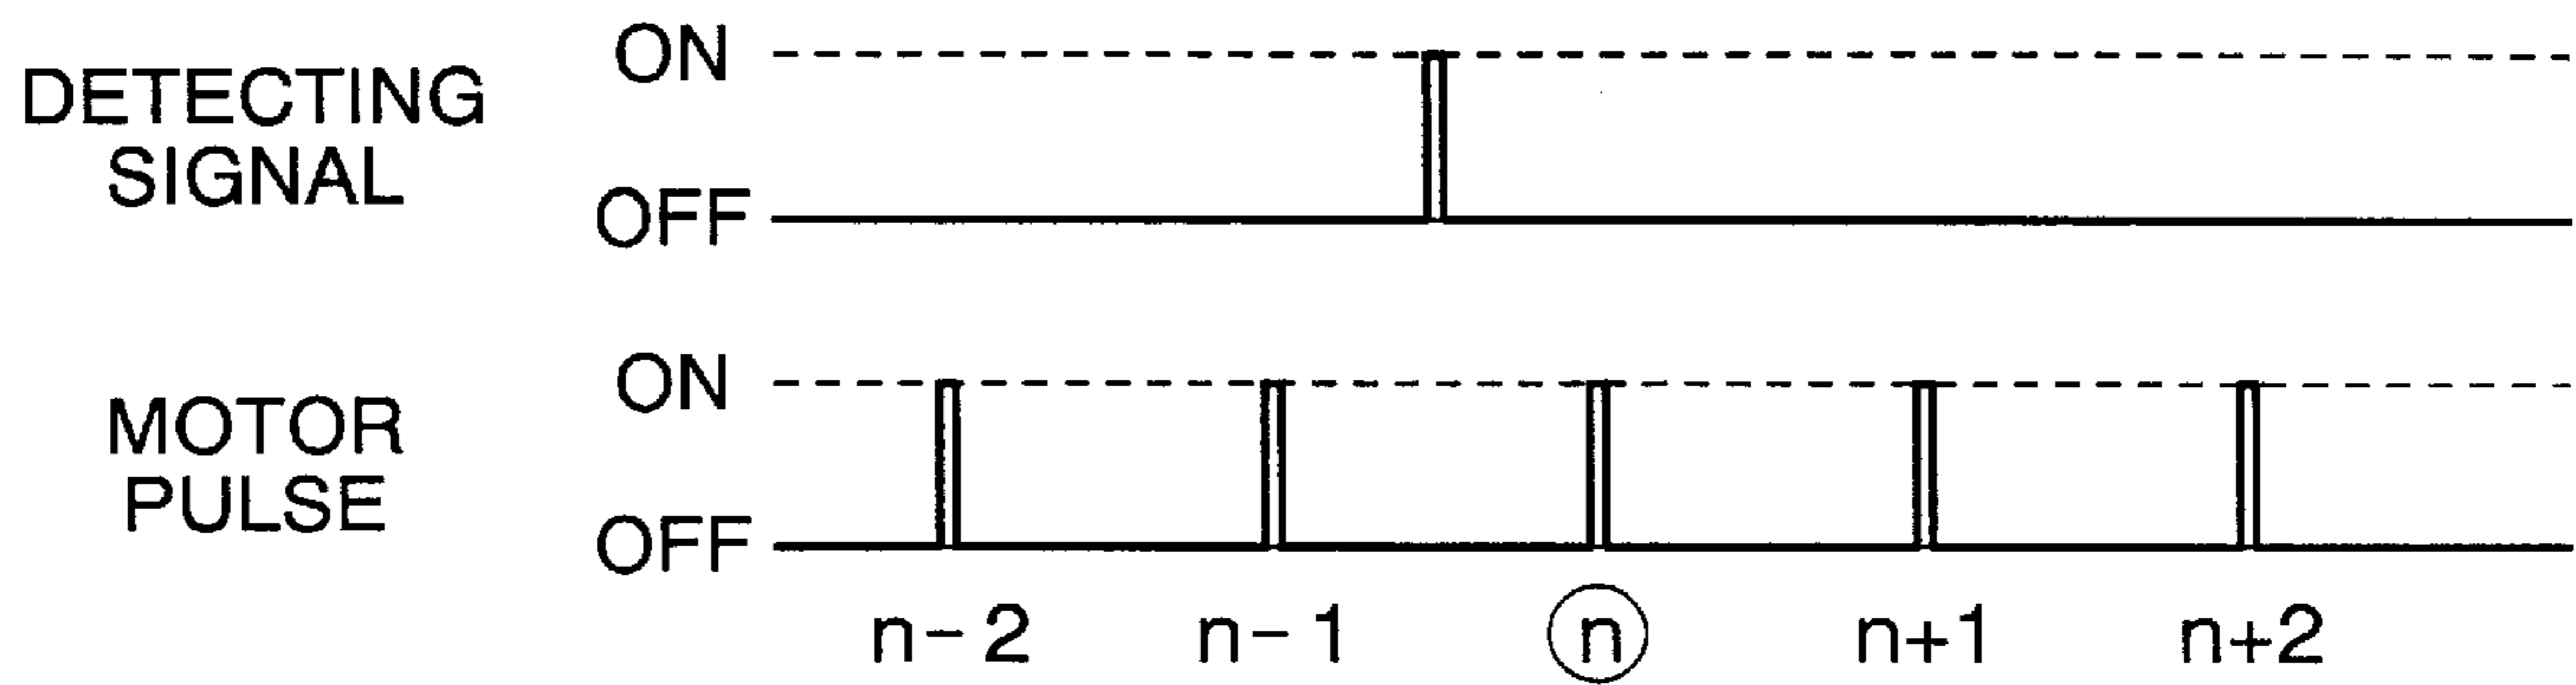 DETECTING
SIGNAL
ON
OFF
MOTOR
PULSE
ON
OFF
n-2 n-1 n n+1 n+2